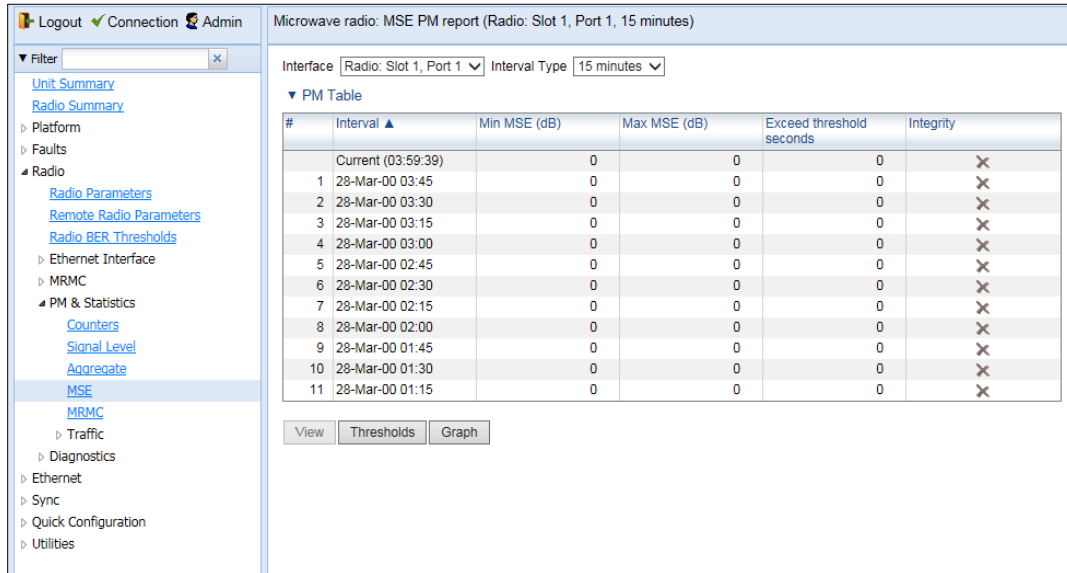 Logout Connection Admin
Filter
Unit Summary
Radio Summary
Platform
Faults
Radio
Radio Parameters
Remote Radio Parameters
Radio BER Thresholds
Ethernet Interface
MRMC
PM & Statistics
Counters
Signal Level
Aggregate
MSE
MRMC
Traffic
Diagnostics
Ethernet
Sync
Quick Configuration
Utilities
Microwave radio: MSE PM report (Radio: Slot 1, Port 1, 15 minutes)
Interface Radio: Slot 1, Port 1 Interval Type 15 minutes
▼ PM Table
# Interval ▲ Min MSE (dB) Max MSE (dB) Exceed threshold seconds Integrity
Current (03:59:39) 0 0 0
1 28-Mar-00 03:45 0 0 0
2 28-Mar-00 03:30 0 0 0
3 28-Mar-00 03:15 0 0 0
4 28-Mar-00 03:00 0 0 0
5 28-Mar-00 02:45 0 0 0
6 28-Mar-00 02:30 0 0 0
7 28-Mar-00 02:15 0 0 0
8 28-Mar-00 02:00 0 0 0
9 28-Mar-00 01:45 0 0 0
10 28-Mar-00 01:30 0 0 0
11 28-Mar-00 01:15 0 0 0
View Thresholds Graph